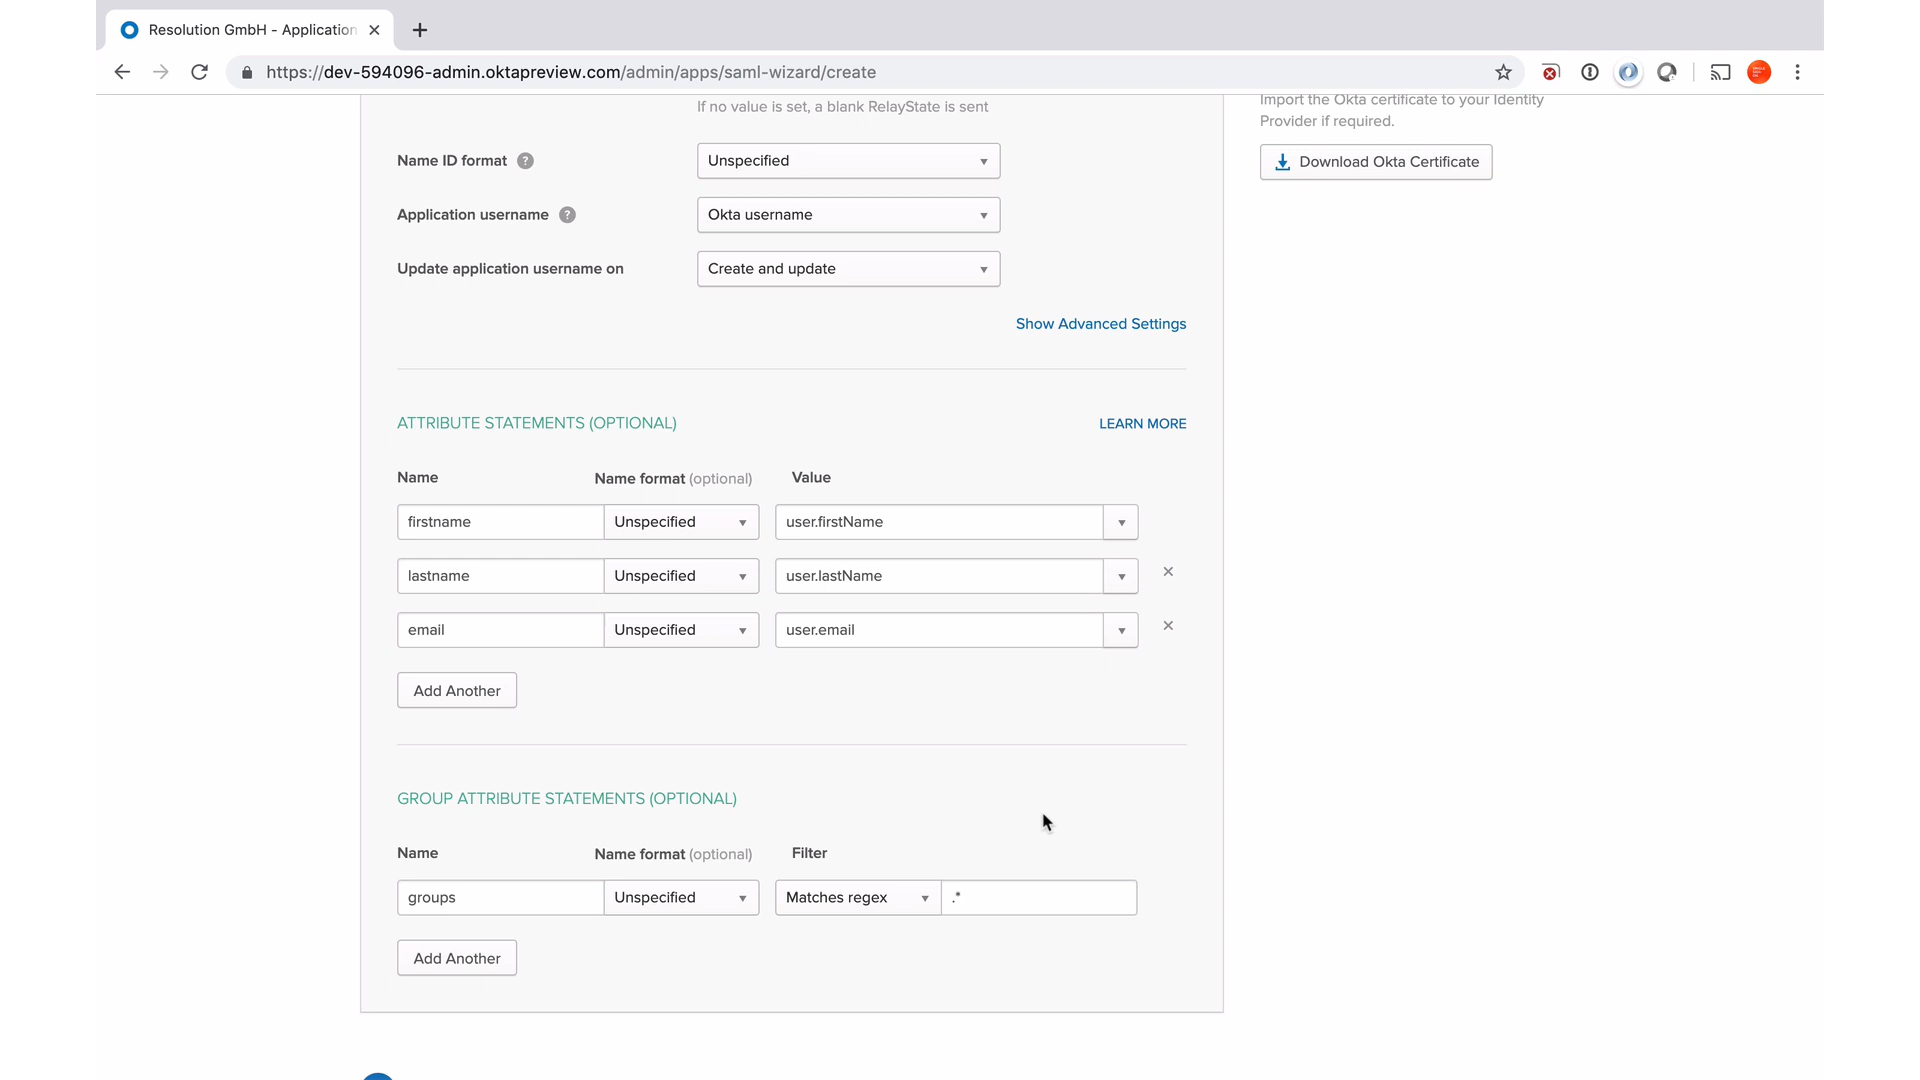 Resolution GmbH - Application
https://dev-594096-admin.oktapreview.com/admin/apps/saml-wizard/create
If no value is set, a blank RelayState is sent
Import the Okta certificate to your Identity
Provider if required.
Download Okta Certificate
Name ID format ?
Unspecified
Application username ?
Okta username
Update application username on
Create and update
Show Advanced Settings
ATTRIBUTE STATEMENTS (OPTIONAL)
LEARN MORE
Name Name format (optional) Value
firstname Unspecified user.firstName
lastname Unspecified user.lastName
email Unspecified user.email
Add Another
GROUP ATTRIBUTE STATEMENTS (OPTIONAL)
Name Name format (optional) Filter
groups Unspecified Matches regex .*
Add Another